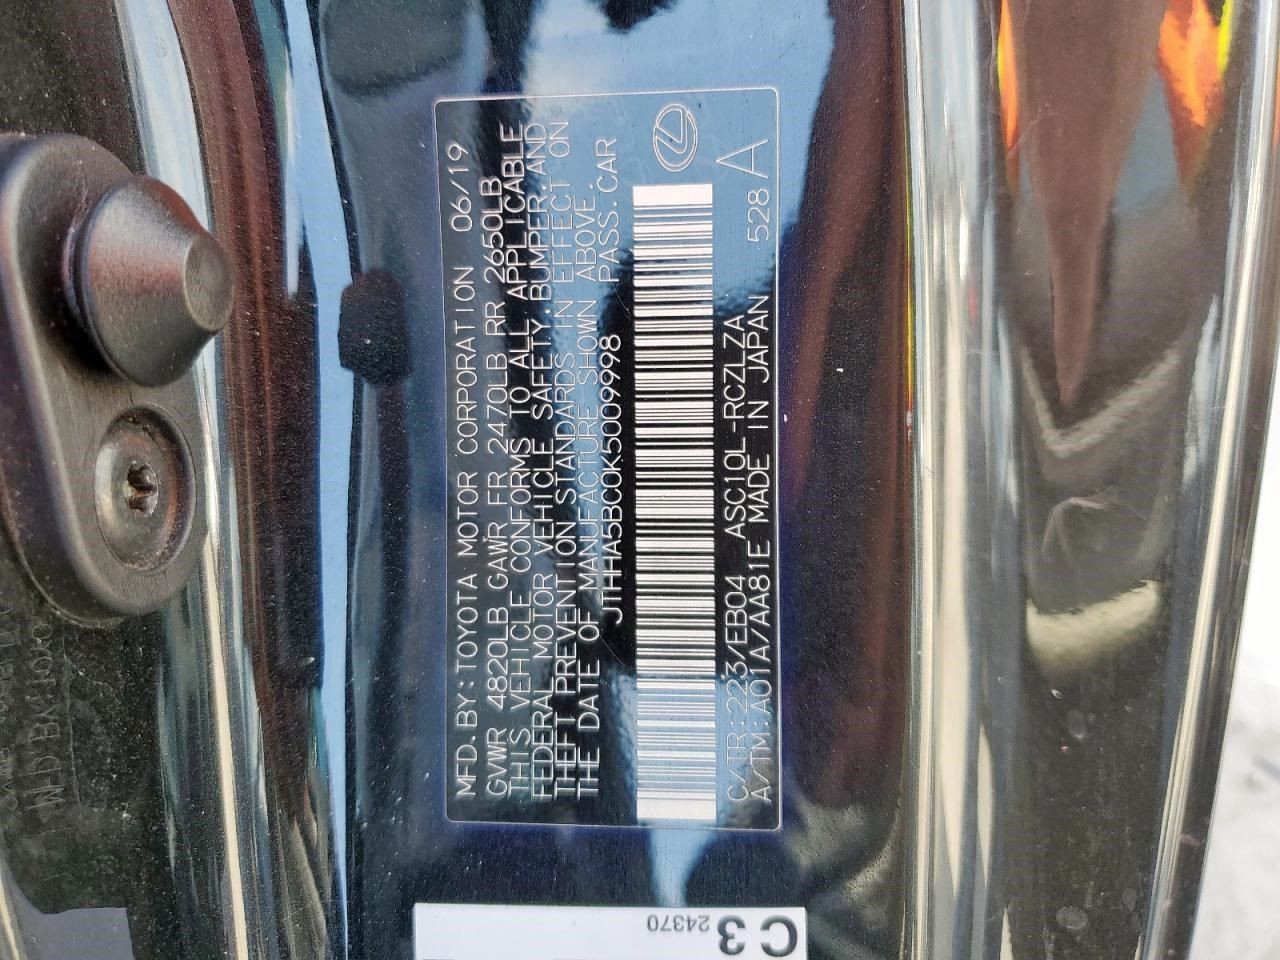 MFD.BY:TOYOTA MOTOR CORPORATION 06/19
GVWR 4820LB GAWR FR 2470LB RR 2650LB
THIS VEHICLE CONFORMS TO ALL APPLICABLE
FEDERAL MOTOR VEHICLE SAFETY,BUMPER,AND
THEFT PREVENTION STANDARDS IN EFFECT ON
THE DATE OF MANUFACTURE SHOWN ABOVE.
JTHHA5BC0K5009998 PASS.CAR
C/TR:223/EB04 ASC10L-RCZLZA
A/TM:A01A/AA81E MADE IN JAPAN 528 A
C3
24370